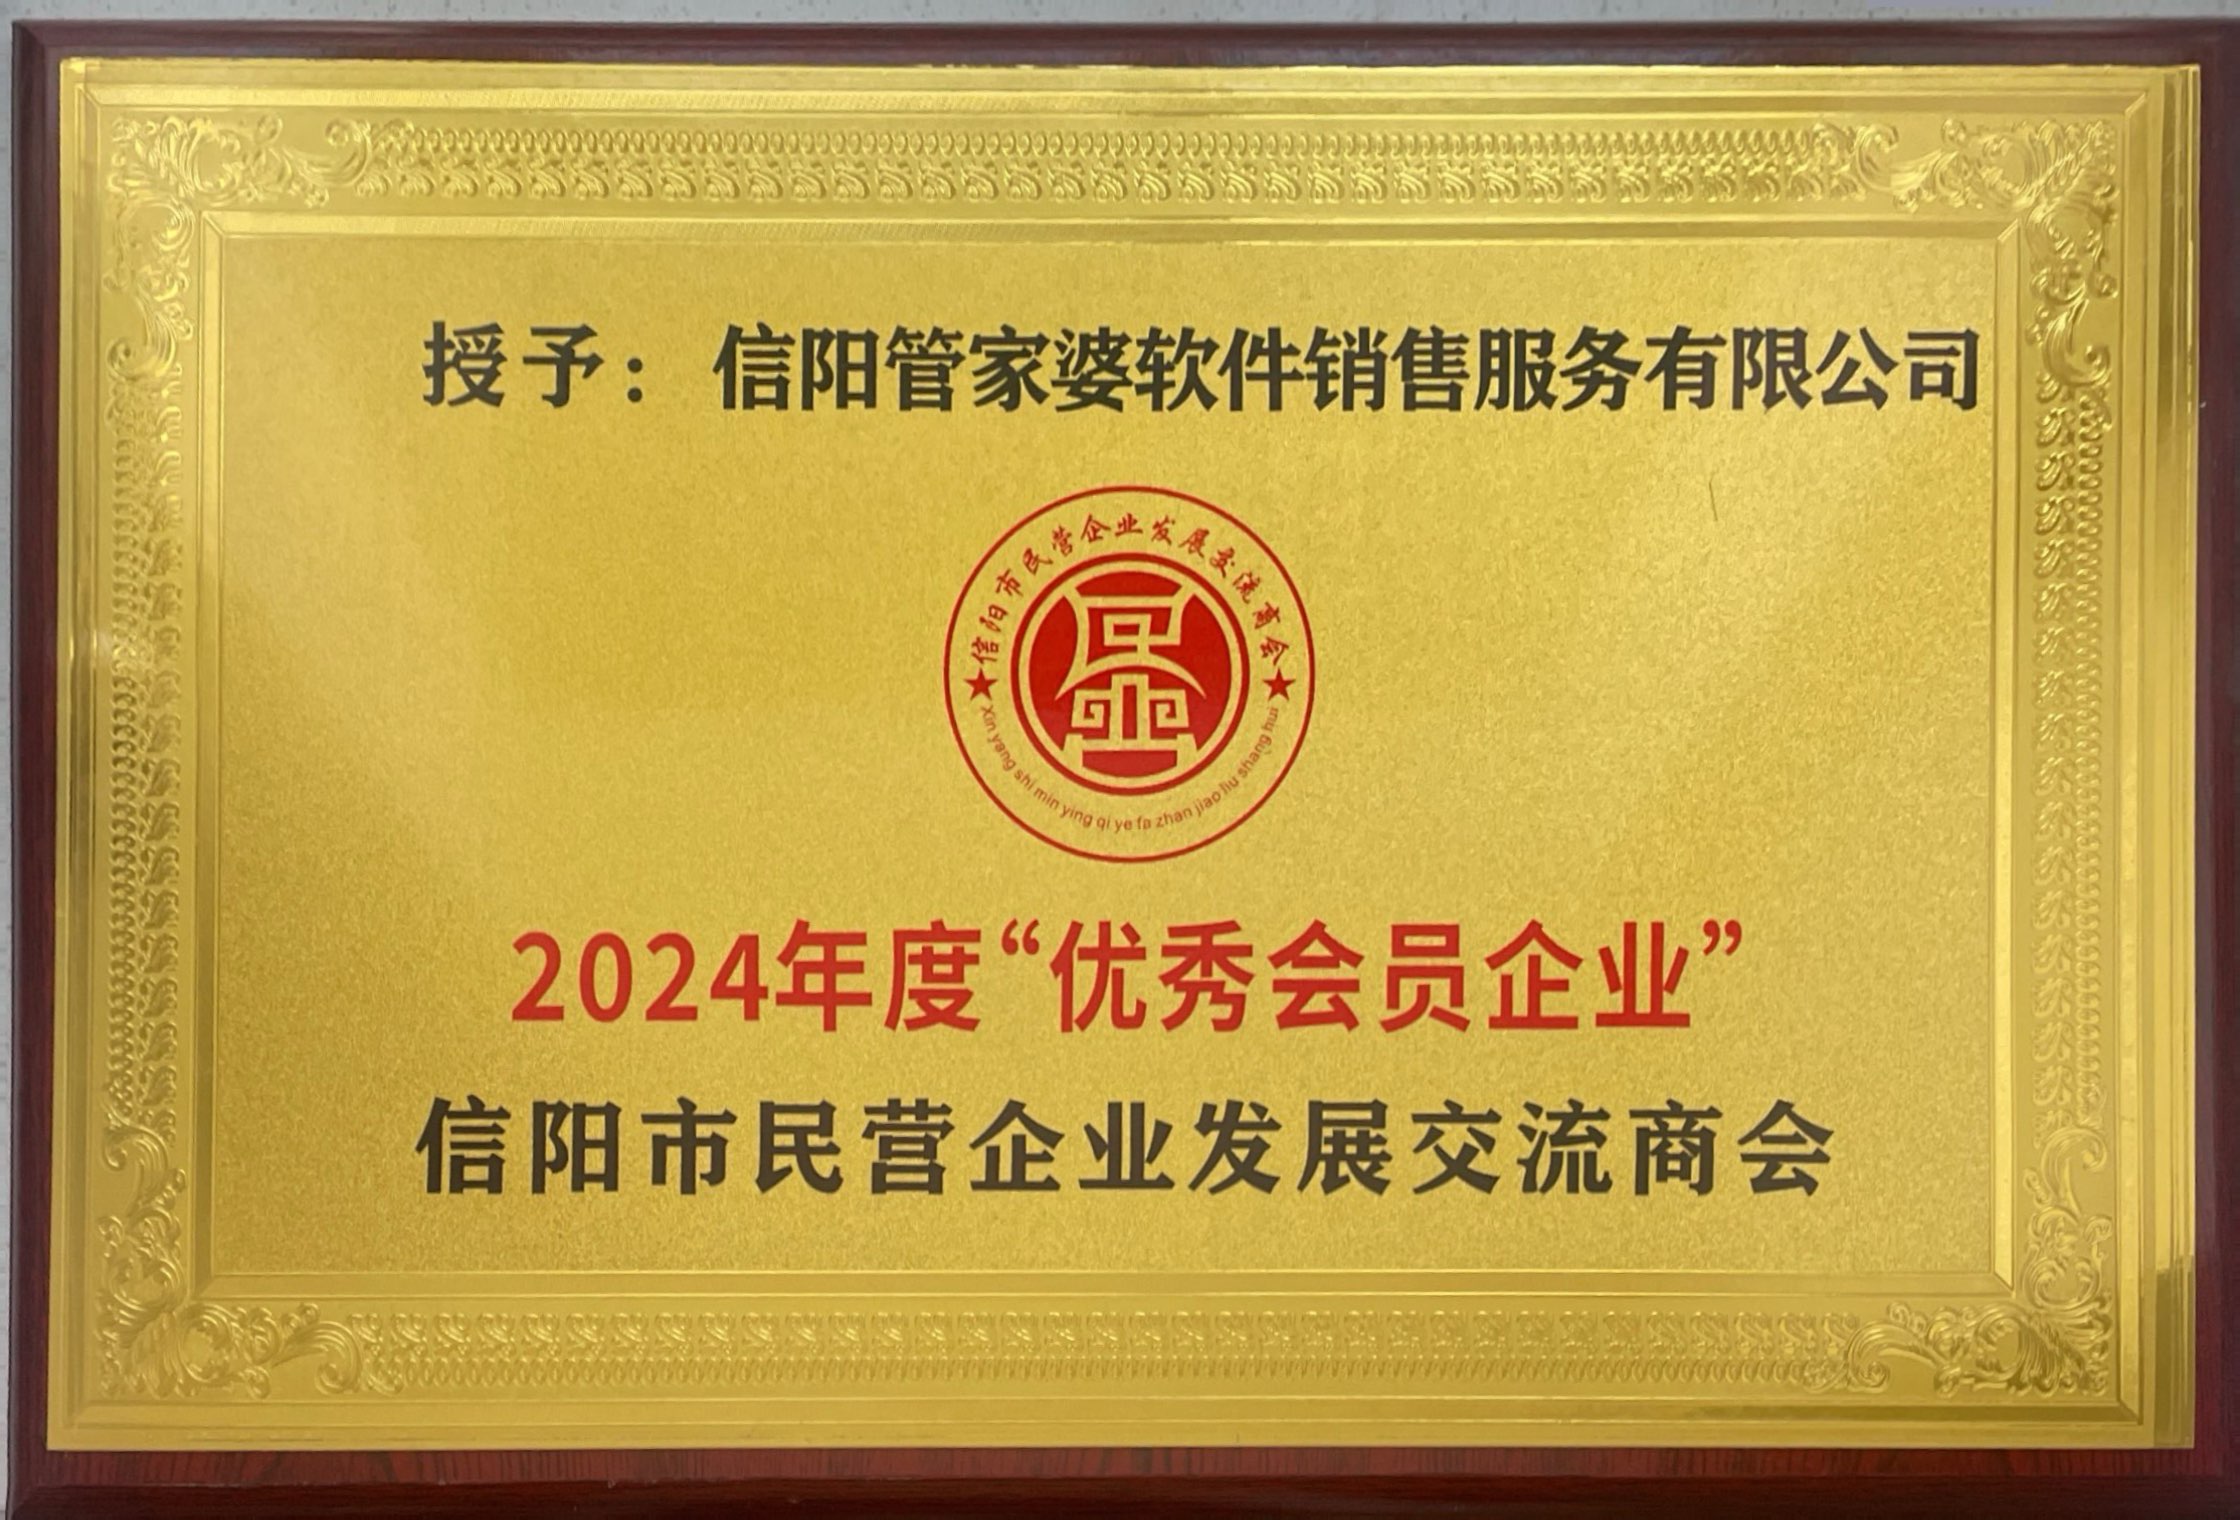 授予：信阳管家婆软件销售服务有限公司
信阳市民营企业发展交流商会
Xin yang shi min ying qi ye fa zhan jiao liu shang hui
2024年度“优秀会员企业”
信阳市民营企业发展交流商会